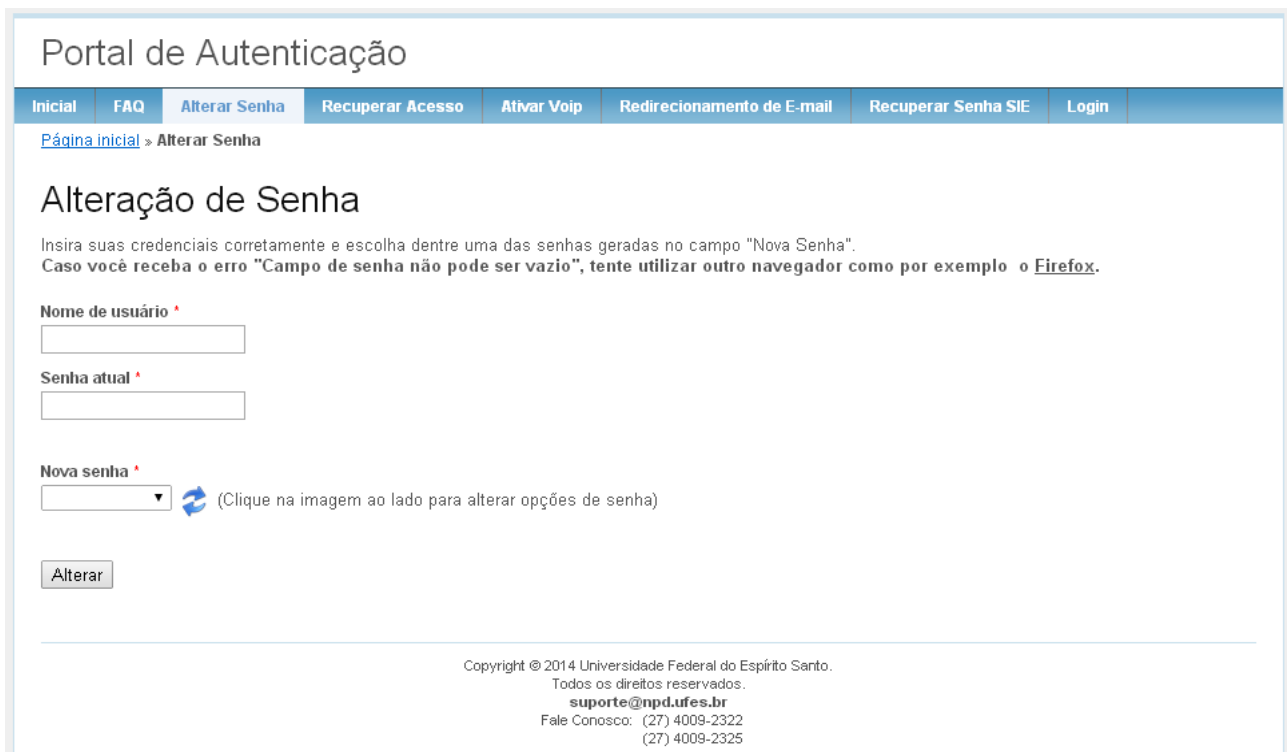 Portal de Autenticação
Inicial FAQ Alterar Senha Recuperar Acesso Ativar Voip Redirecionamento de E-mail Recuperar Senha SIE Login
Página inicial » Alterar Senha
Alteração de Senha
Insira suas credenciais corretamente e escolha dentre uma das senhas geradas no campo "Nova Senha".
Caso você receba o erro "Campo de senha não pode ser vazio", tente utilizar outro navegador como por exemplo o Firefox.
Nome de usuário *
Senha atual *
Nova senha *
(Clique na imagem ao lado para alterar opções de senha)
Alterar
Copyright © 2014 Universidade Federal do Espírito Santo.
Todos os direitos reservados.
suporte@npd.ufes.br
Fale Conosco: (27) 4009-2322
(27) 4009-2325